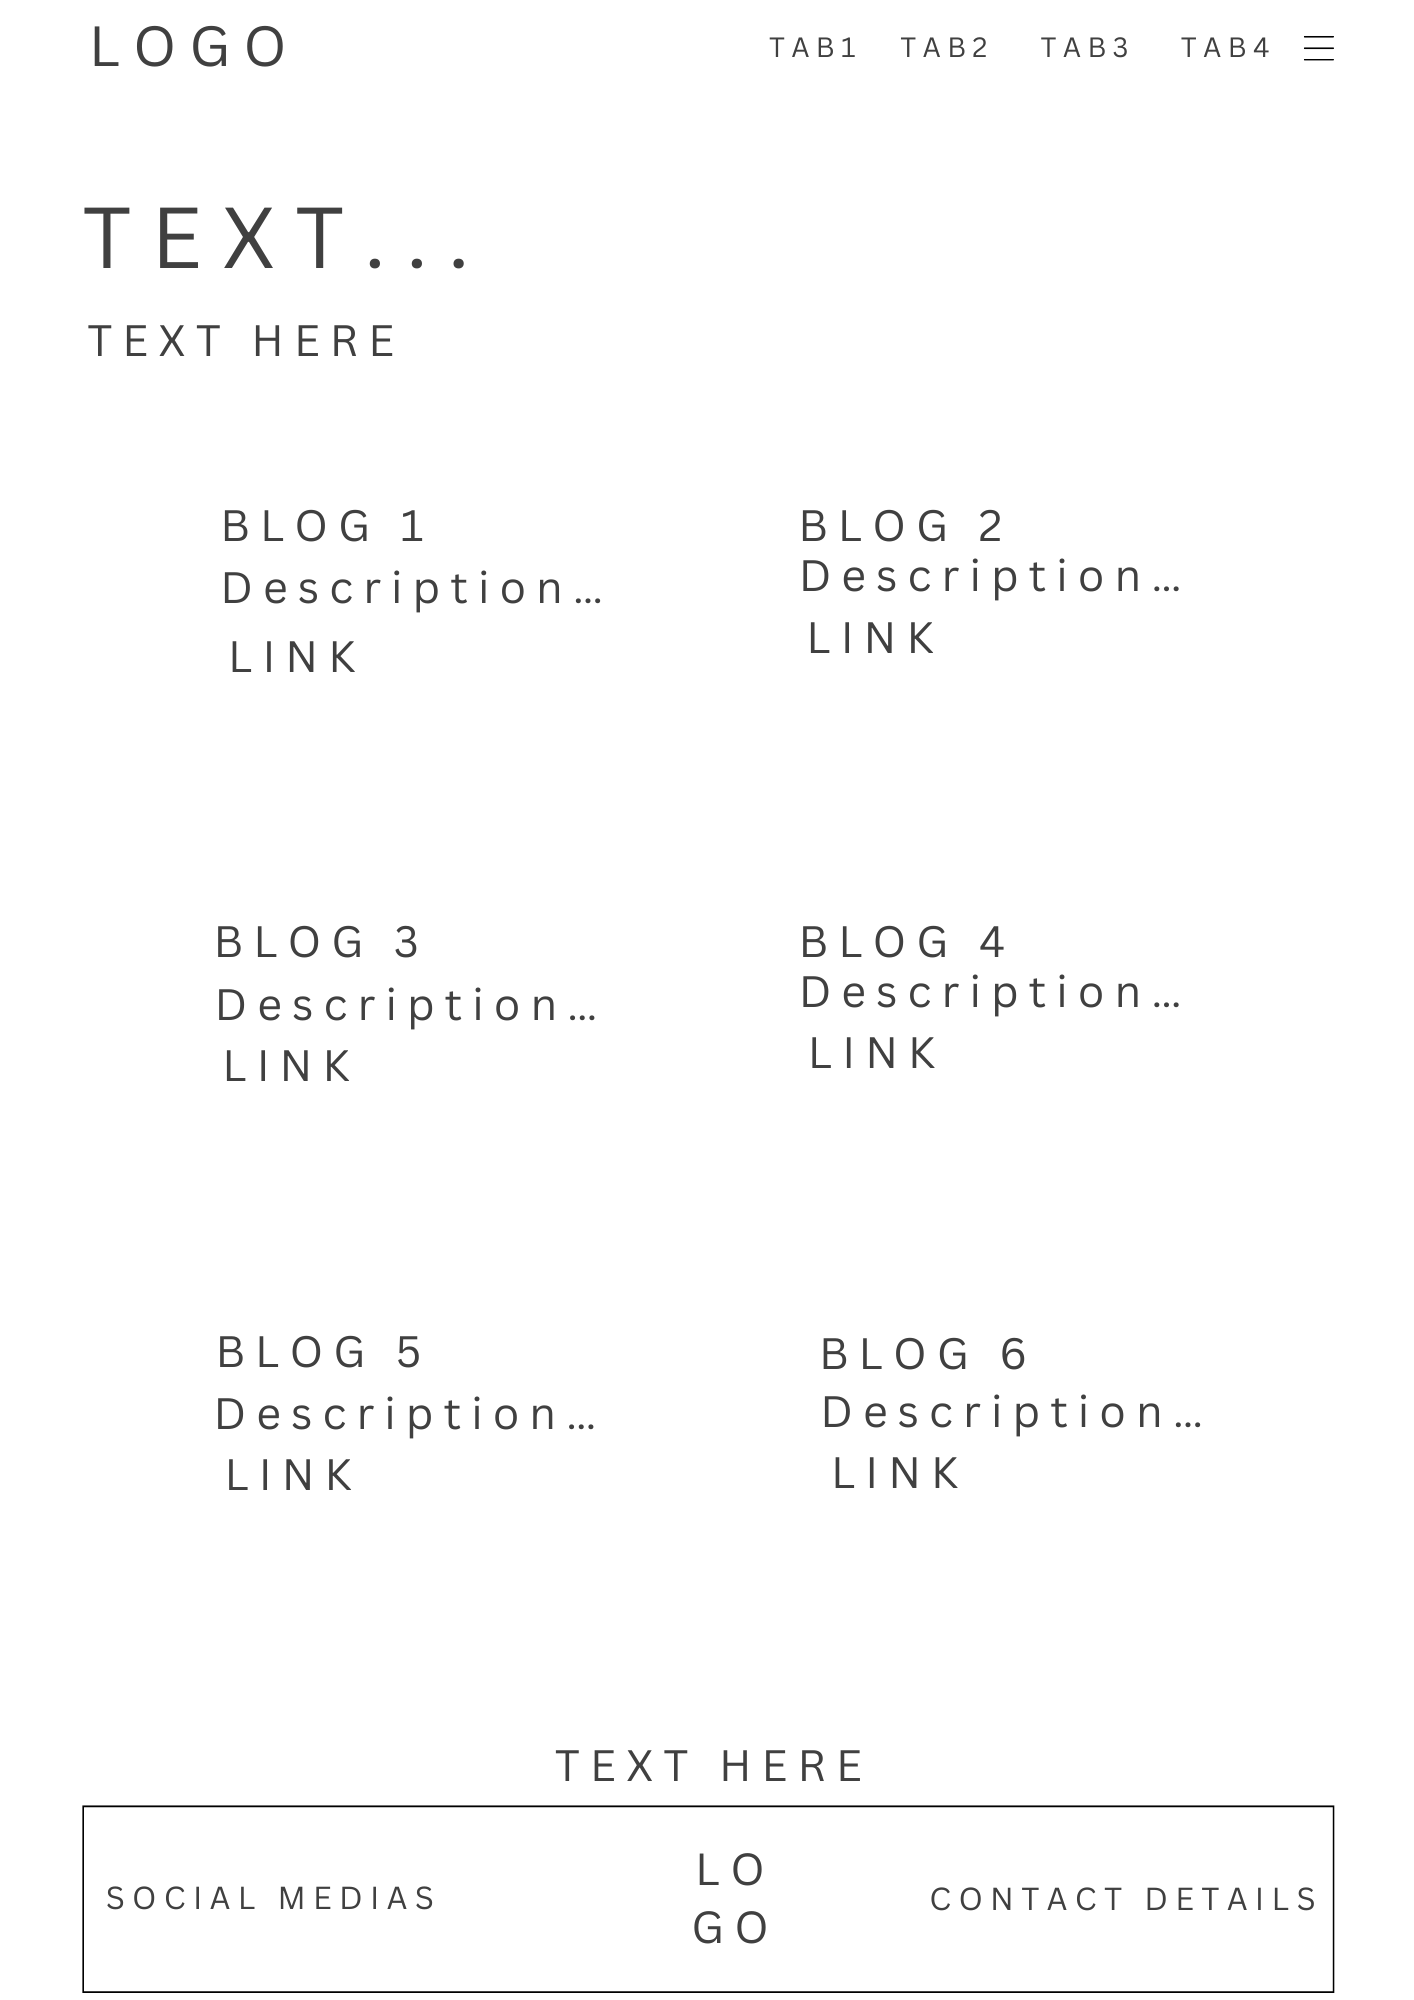 LOGO
TAB1 TAB2 TAB3 TAB4
TEXT...
TEXT HERE
BLOG 1
Description...
LINK
BLOG 2
Description...
LINK
BLOG 3
Description...
LINK
BLOG 4
Description...
LINK
BLOG 5
Description...
LINK
BLOG 6
Description...
LINK
TEXT HERE
SOCIAL MEDIAS
LO
GO
CONTACT DETAILS